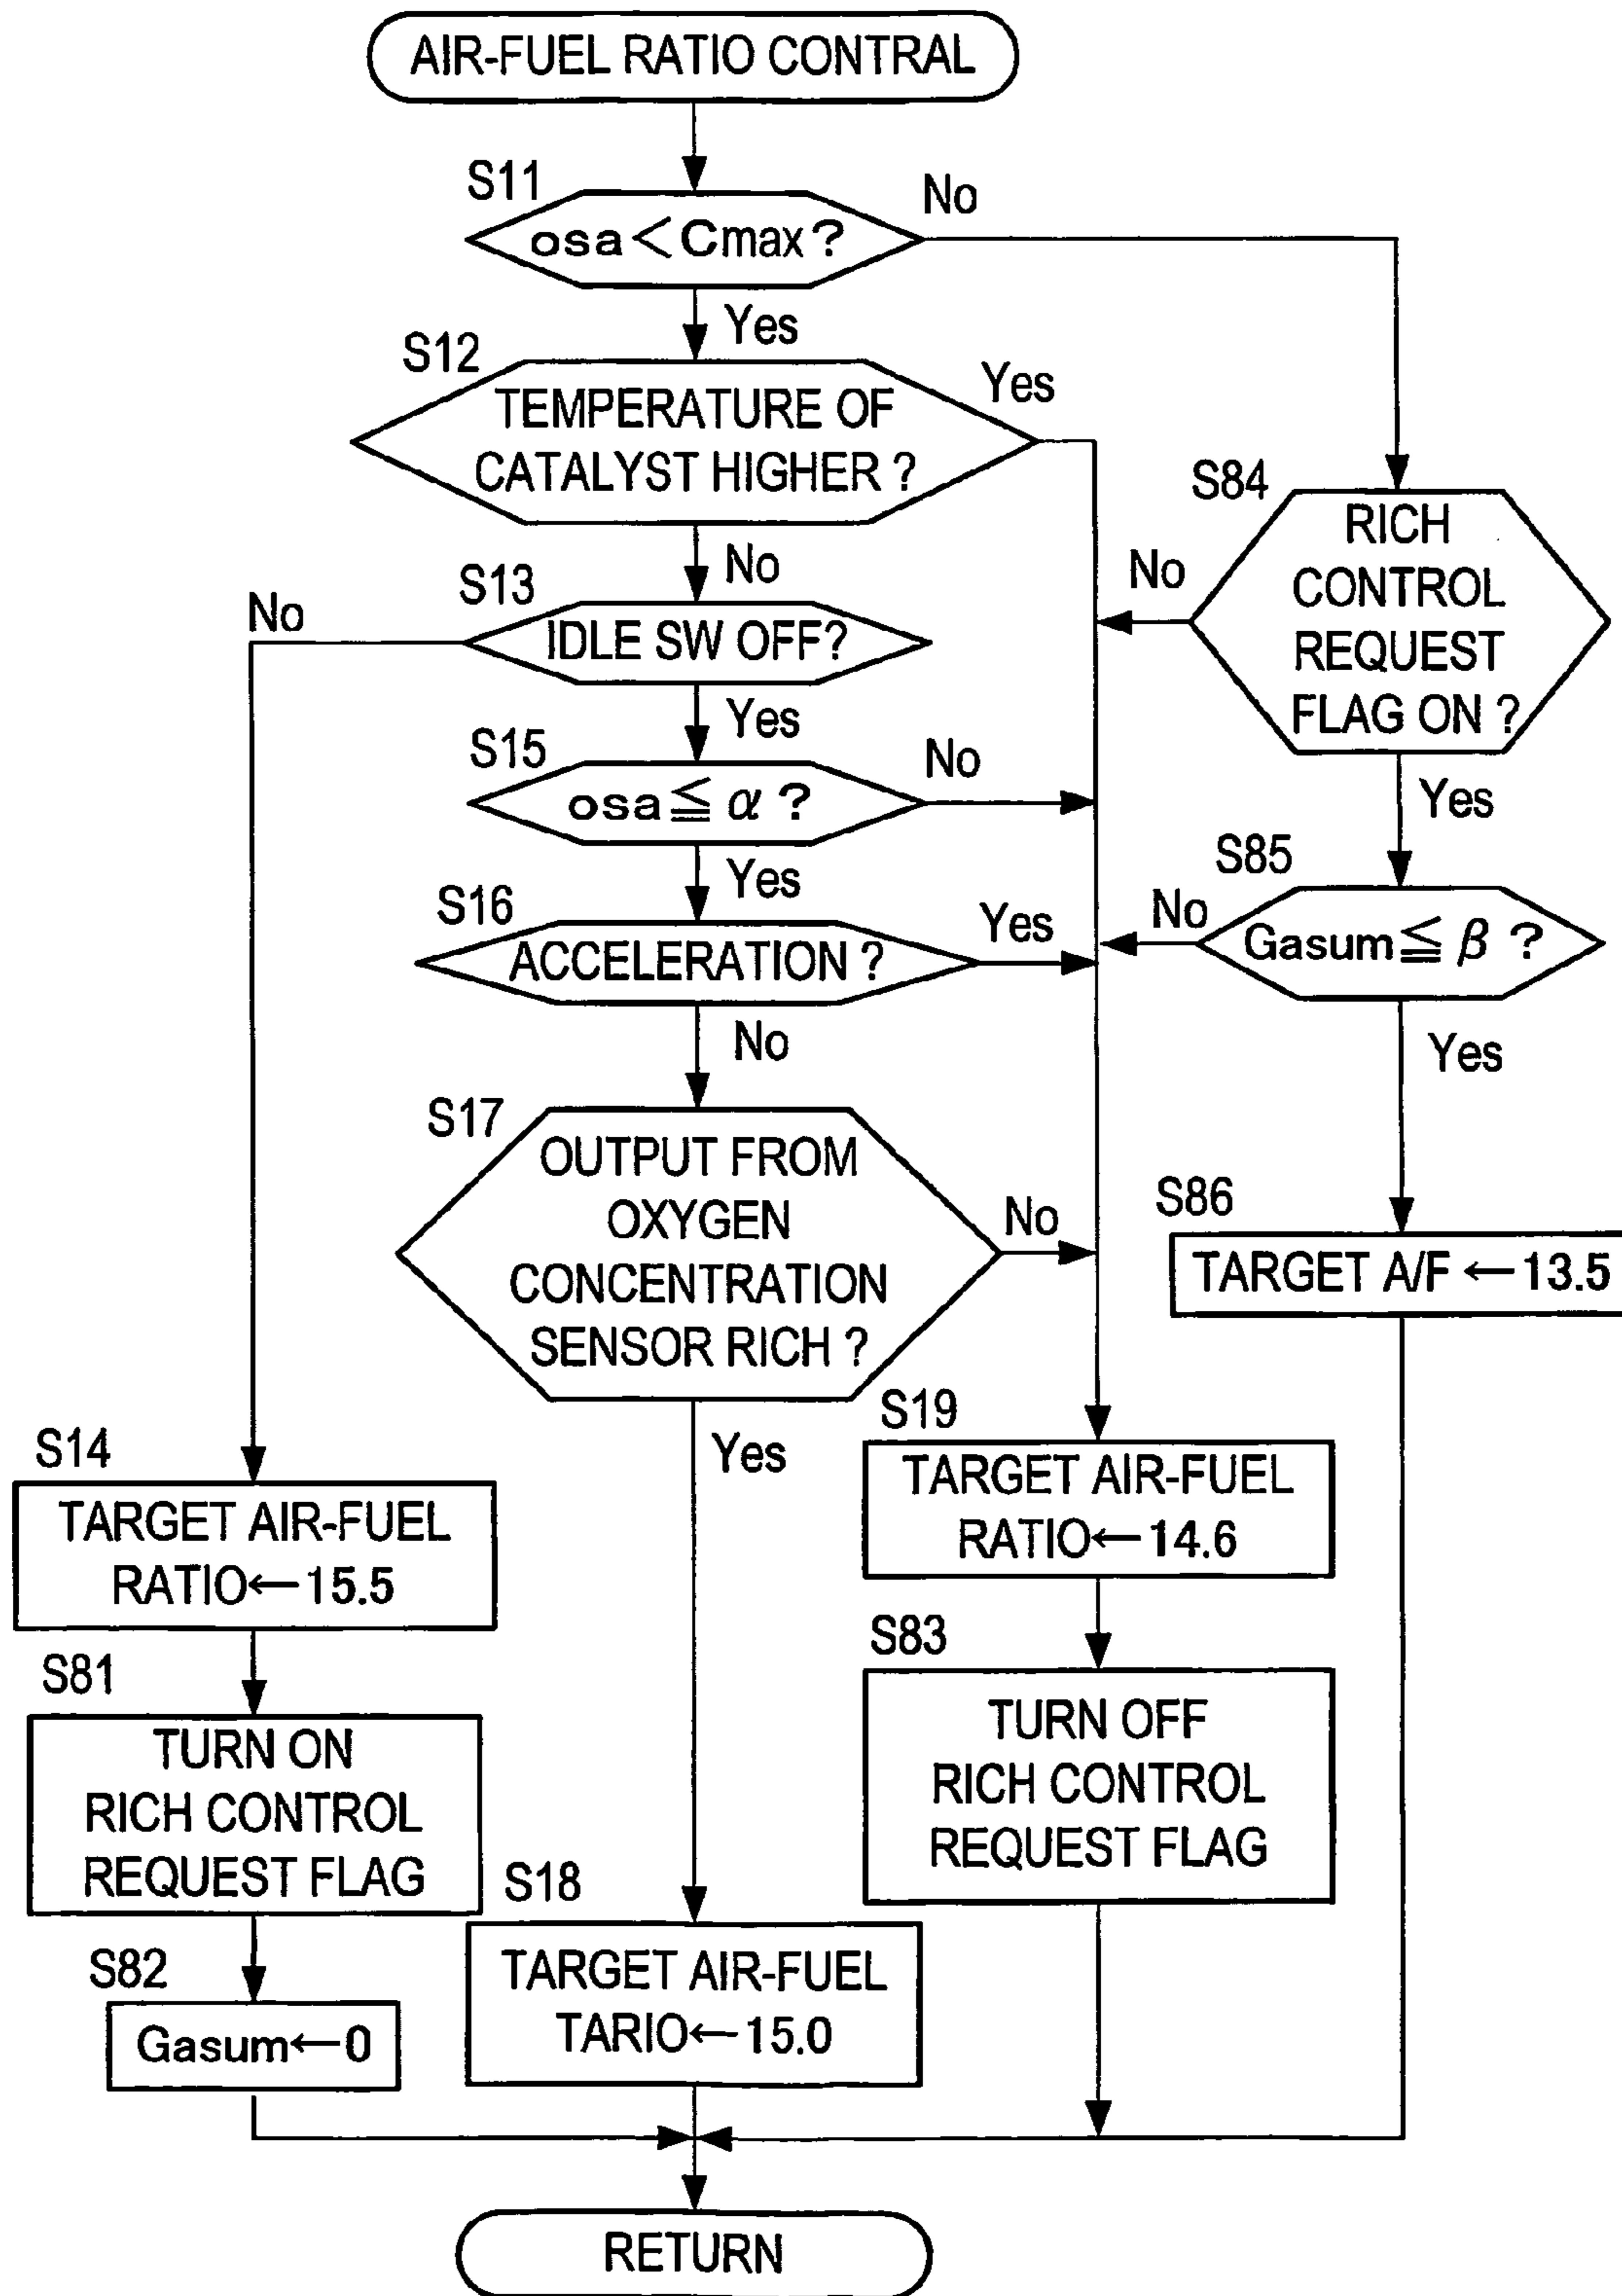 AIR-FUEL RATIO CONTRAL
S11
osa<Cmax?
No
Yes
S12
TEMPERATURE OF
CATALYST HIGHER ?
Yes
No
S84
RICH
CONTROL
REQUEST
FLAG ON ?
No
Yes
S13
IDLE SW OFF?
No
Yes
S15
osa≦α ?
No
Yes
S85
Gasum≦β ?
No
Yes
S16
ACCELERATION ?
Yes
No
S17
OUTPUT FROM
OXYGEN
CONCENTRATION
SENSOR RICH ?
No
Yes
S86
TARGET A/F ←13.5
S14
TARGET AIR-FUEL
RATIO←15.5
S19
TARGET AIR-FUEL
RATIO←14.6
S81
TURN ON
RICH CONTROL
REQUEST FLAG
S83
TURN OFF
RICH CONTROL
REQUEST FLAG
S82
Gasum←0
S18
TARGET AIR-FUEL
TARIO←15.0
RETURN